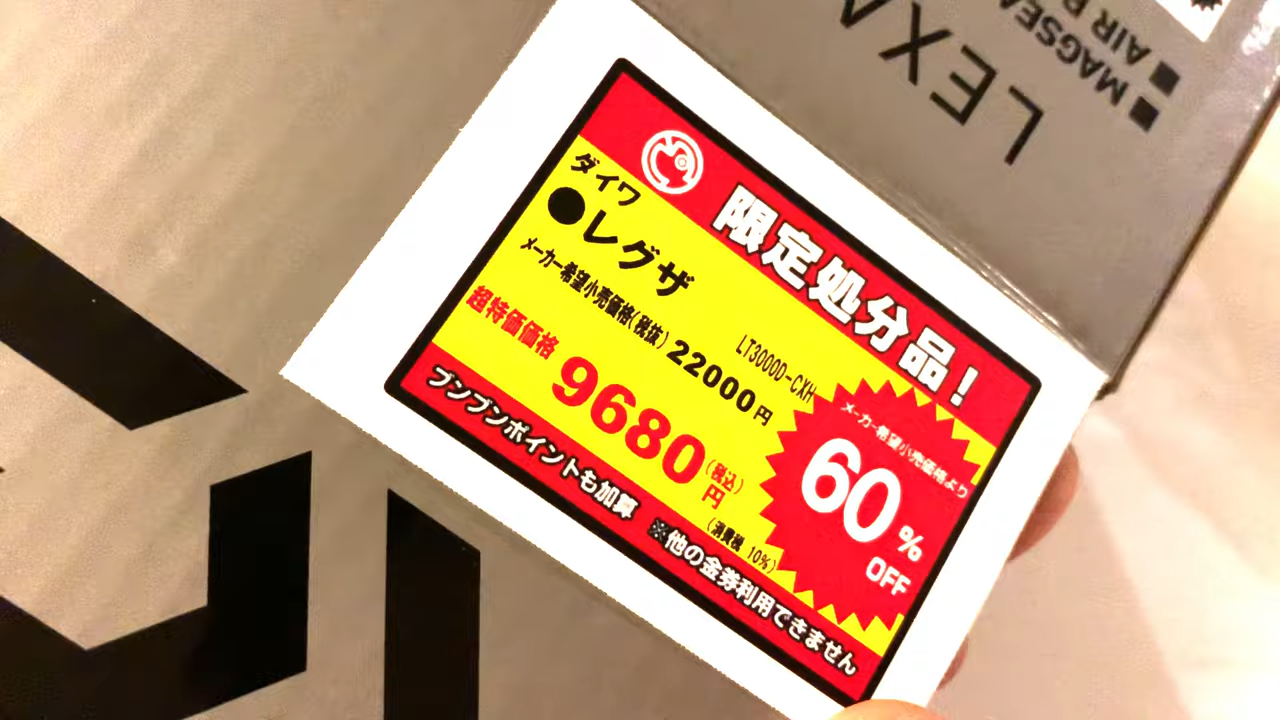 限定処分品!
ダイワ
●レグザ
LT3000D-CXH
メーカー希望小売価格(税抜) 22000円
超特価価格 9680円(税込)
(消費税 10%)
メーカー希望小売価格より
60%
OFF
ブンブンポイントも加算 ※他の金券利用できません
LEXA
MAGSEA
AIR